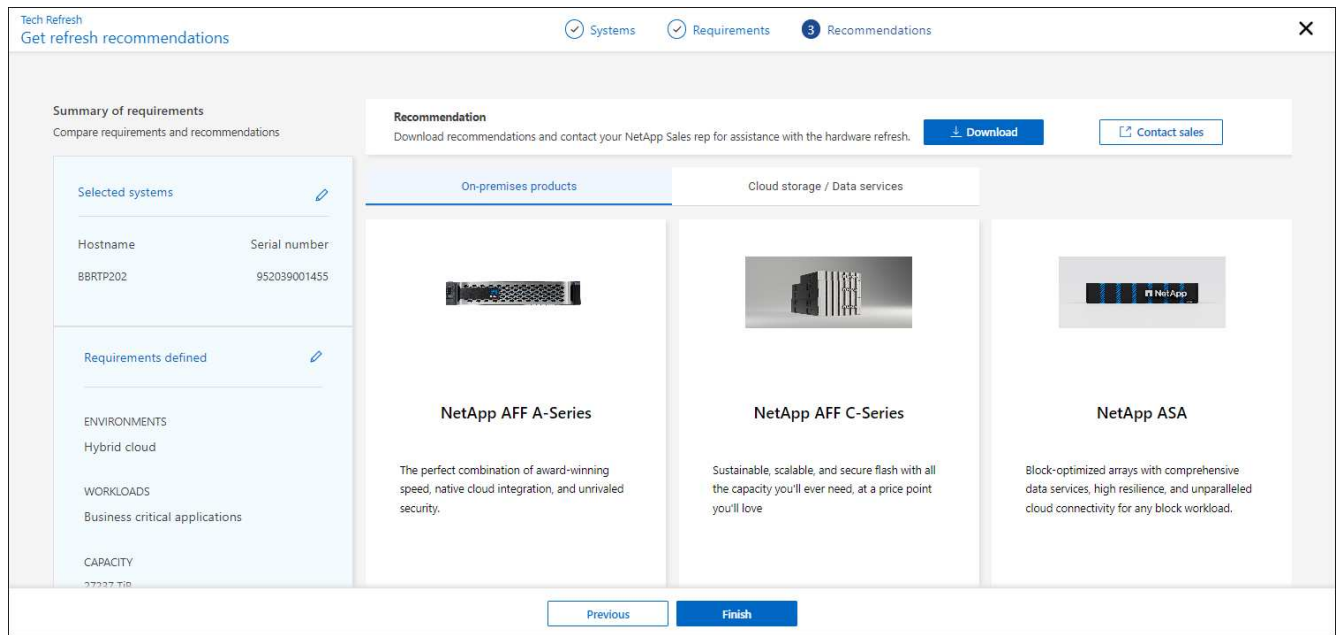 Tech Refresh
Get refresh recommendations
Systems
Requirements
3 Recommendations
Summary of requirements
Compare requirements and recommendations
Selected systems
Hostname Serial number
BBRTP202 952039001455
Requirements defined
ENVIRONMENTS
Hybrid cloud
WORKLOADS
Business critical applications
CAPACITY
27237 TiB
Recommendation
Download recommendations and contact your NetApp Sales rep for assistance with the hardware refresh.
Download
Contact sales
On-premises products
Cloud storage / Data services
NetApp AFF A-Series
The perfect combination of award-winning
speed, native cloud integration, and unrivaled
security.
NetApp AFF C-Series
Sustainable, scalable, and secure flash with all
the capacity you'll ever need, at a price point
you'll love
NetApp
NetApp ASA
Block-optimized arrays with comprehensive
data services, high resilience, and unparalleled
cloud connectivity for any block workload.
Previous
Finish